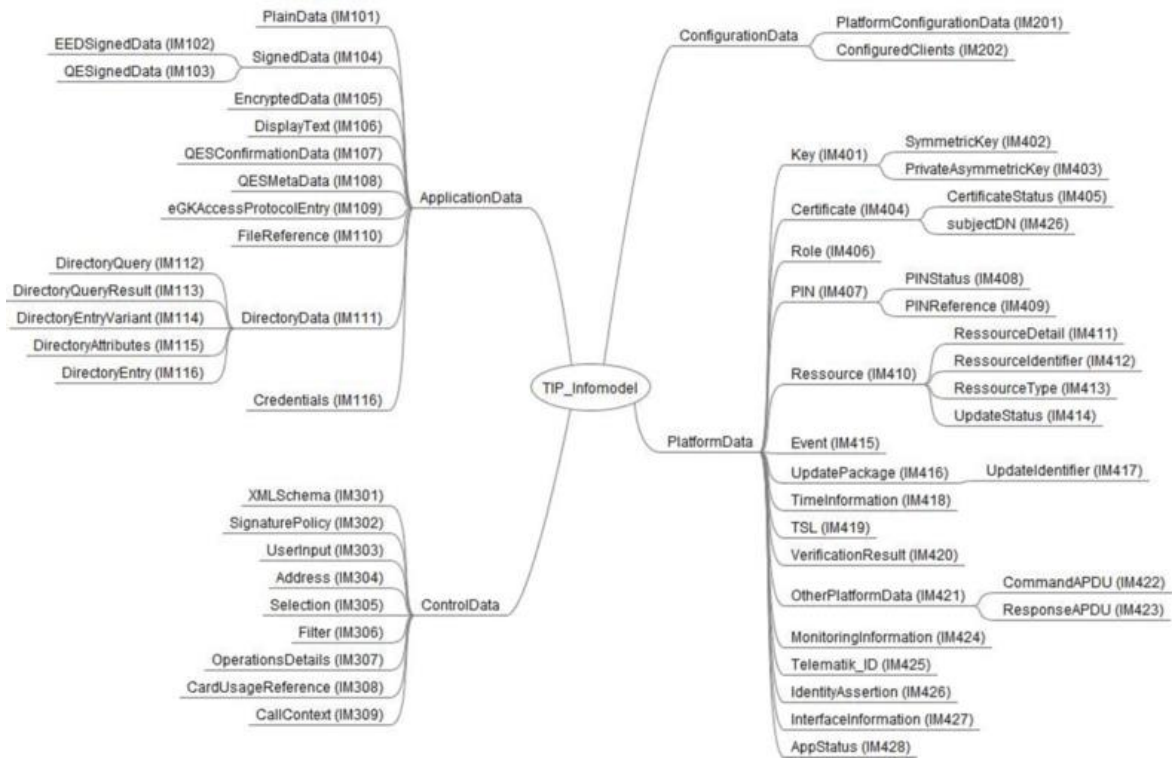 PlainData (IM101)
EEDSignedData (IM102)
QESignedData (IM103)
SignedData (IM104)
EncryptedData (IM105)
DisplayText (IM106)
QESConfirmationData (IM107)
QESMetaData (IM108)
eGKAccessProtocolEntry (IM109)
FileReference (IM110)
DirectoryQuery (IM112)
DirectoryQueryResult (IM113)
DirectoryEntryVariant (IM114)
DirectoryAttributes (IM115)
DirectoryEntry (IM116)
DirectoryData (IM111)
Credentials (IM116)
ApplicationData
XMLSchema (IM301)
SignaturePolicy (IM302)
UserInput (IM303)
Address (IM304)
Selection (IM305)
Filter (IM306)
OperationsDetails (IM307)
CardUsageReference (IM308)
CallContext (IM309)
ControlData
TIP_Infomodel
ConfigurationData
PlatformConfigurationData (IM201)
ConfiguredClients (IM202)
PlatformData
Key (IM401)
SymmetricKey (IM402)
PrivateAsymmetricKey (IM403)
Certificate (IM404)
CertificateStatus (IM405)
subjectDN (IM426)
Role (IM406)
PIN (IM407)
PINStatus (IM408)
PINReference (IM409)
Ressource (IM410)
RessourceDetail (IM411)
RessourceIdentifier (IM412)
RessourceType (IM413)
UpdateStatus (IM414)
Event (IM415)
UpdatePackage (IM416)
UpdateIdentifier (IM417)
TimeInformation (IM418)
TSL (IM419)
VerificationResult (IM420)
OtherPlatformData (IM421)
CommandAPDU (IM422)
ResponseAPDU (IM423)
MonitoringInformation (IM424)
Telematik_ID (IM425)
IdentityAssertion (IM426)
InterfaceInformation (IM427)
AppStatus (IM428)